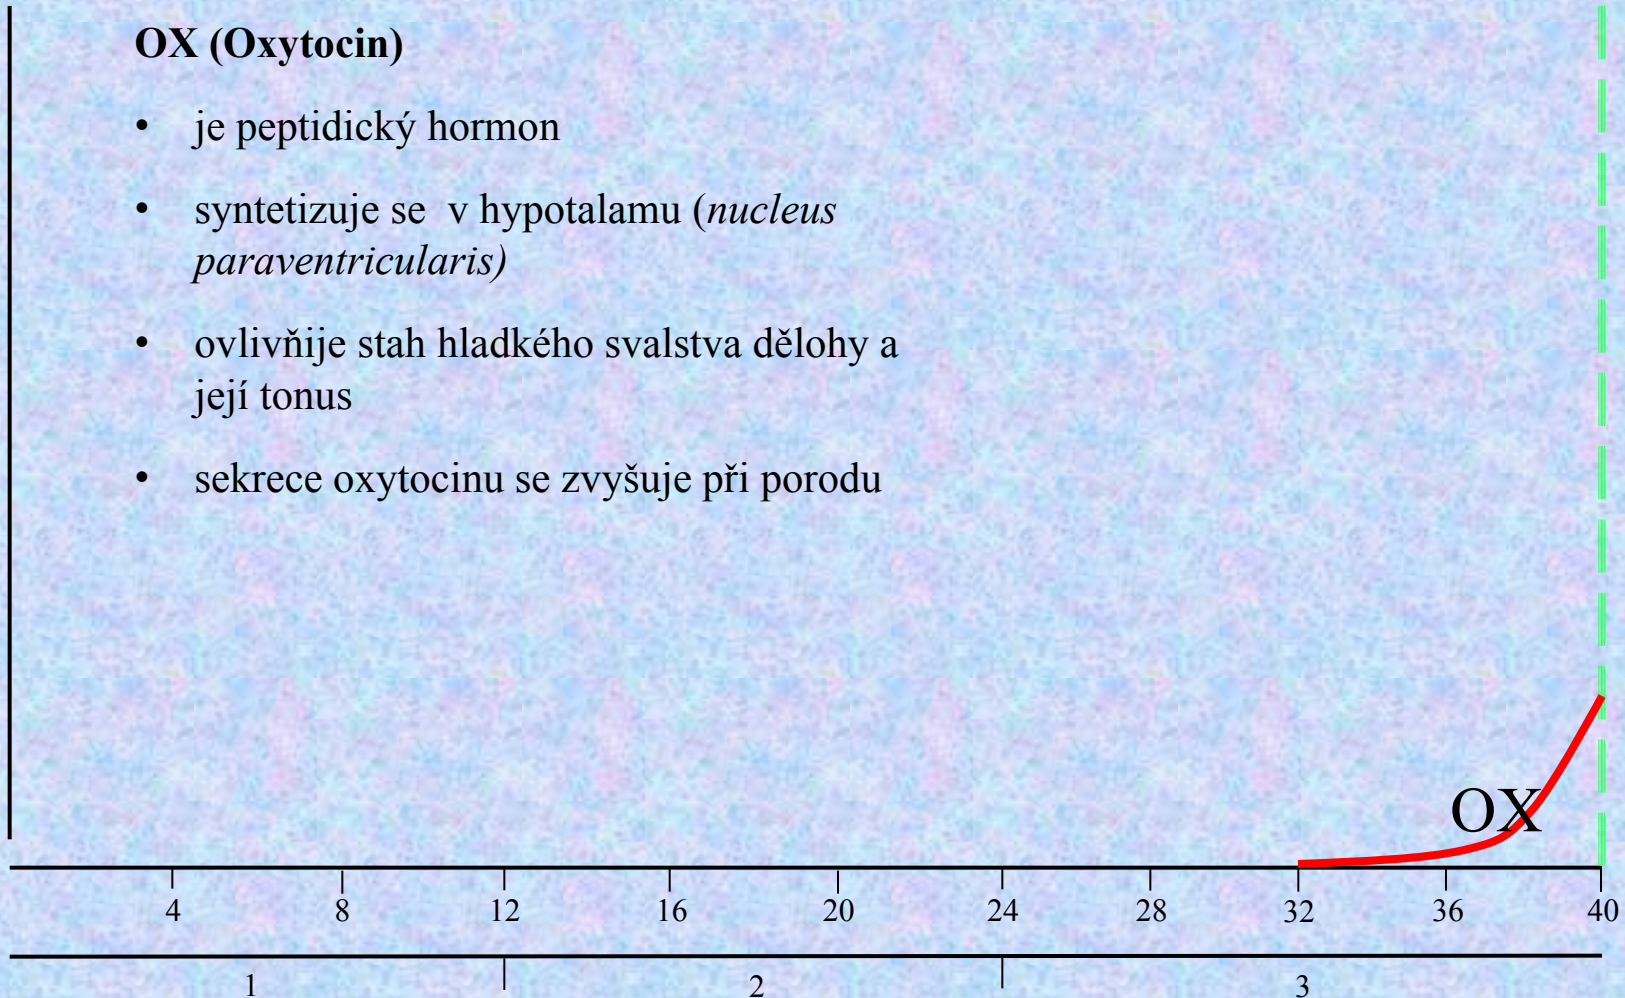 OX (Oxytocin)
• je peptidický hormon
• syntetizuje se v hypotalamu (nucleus
paraventricularis)
• ovlivňije stah hladkého svalstva dělohy a
její tonus
• sekrece oxytocinu se zvyšuje při porodu
OX
4 8 12 16 20 24 28 32 36 40
1 2 3